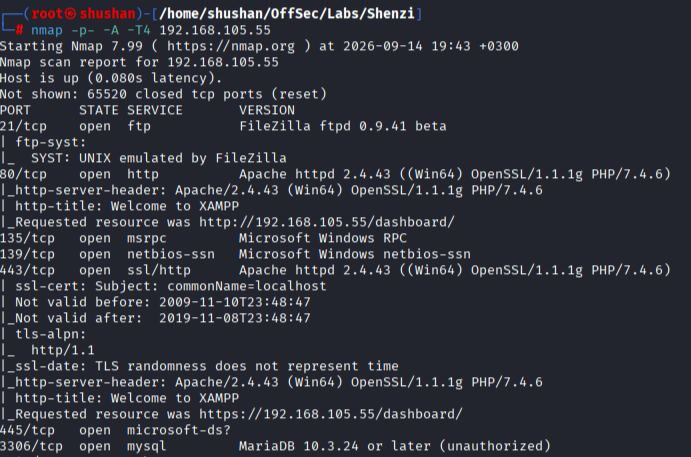 ┌──(root㉿shushan)-[/home/shushan/OffSec/Labs/Shenzi]
└─# nmap -p- -A -T4 192.168.105.55
Starting Nmap 7.99 ( https://nmap.org ) at 2026-09-14 19:43 +0300
Nmap scan report for 192.168.105.55
Host is up (0.080s latency).
Not shown: 65520 closed tcp ports (reset)
PORT      STATE SERVICE       VERSION
21/tcp    open  ftp           FileZilla ftpd 0.9.41 beta
| ftp-syst:
|_  SYST: UNIX emulated by FileZilla
80/tcp    open  http          Apache httpd 2.4.43 ((Win64) OpenSSL/1.1.1g PHP/7.4.6)
|_http-server-header: Apache/2.4.43 (Win64) OpenSSL/1.1.1g PHP/7.4.6
| http-title: Welcome to XAMPP
|_Requested resource was http://192.168.105.55/dashboard/
135/tcp   open  msrpc         Microsoft Windows RPC
139/tcp   open  netbios-ssn   Microsoft Windows netbios-ssn
443/tcp   open  ssl/http      Apache httpd 2.4.43 ((Win64) OpenSSL/1.1.1g PHP/7.4.6)
| ssl-cert: Subject: commonName=localhost
| Not valid before: 2009-11-10T23:48:47
|_Not valid after:  2019-11-08T23:48:47
| tls-alpn:
|_  http/1.1
|_ssl-date: TLS randomness does not represent time
|_http-server-header: Apache/2.4.43 (Win64) OpenSSL/1.1.1g PHP/7.4.6
| http-title: Welcome to XAMPP
|_Requested resource was https://192.168.105.55/dashboard/
445/tcp   open  microsoft-ds?
3306/tcp  open  mysql         MariaDB 10.3.24 or later (unauthorized)